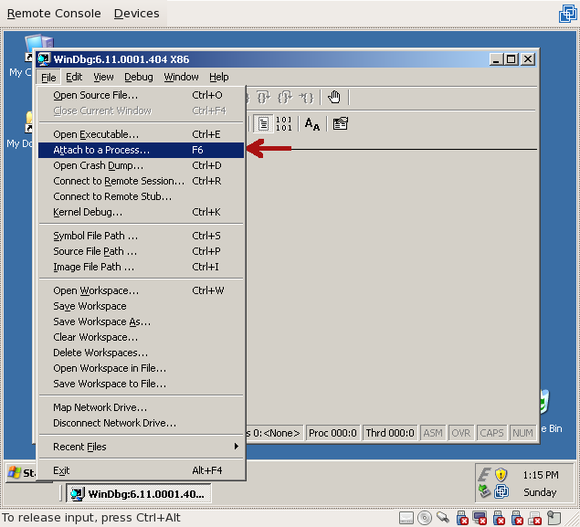 Remote Console Devices
My C
My Do
WinDbg:6.11.0001.404 X86
File Edit View Debug Window Help
Open Source File... Ctrl+O
Close Current Window Ctrl+F4
Open Executable... Ctrl+E
Attach to a Process... F6
Open Crash Dump... Ctrl+D
Connect to Remote Session... Ctrl+R
Connect to Remote Stub...
Kernel Debug... Ctrl+K
Symbol File Path ... Ctrl+S
Source File Path ... Ctrl+P
Image File Path ... Ctrl+I
Open Workspace... Ctrl+W
Save Workspace
Save Workspace As...
Clear Workspace...
Delete Workspaces...
Open Workspace in File...
Save Workspace to File...
Map Network Drive...
Disconnect Network Drive...
Recent Files
Exit Alt+F4
101
101
AA
s 0:<None> Proc 000:0 Thrd 000:0 ASM OVR CAPS NUM
e Bin
Sta
WinDbg:6.11.0001.40...
1:15 PM
Sunday
To release input, press Ctrl+Alt